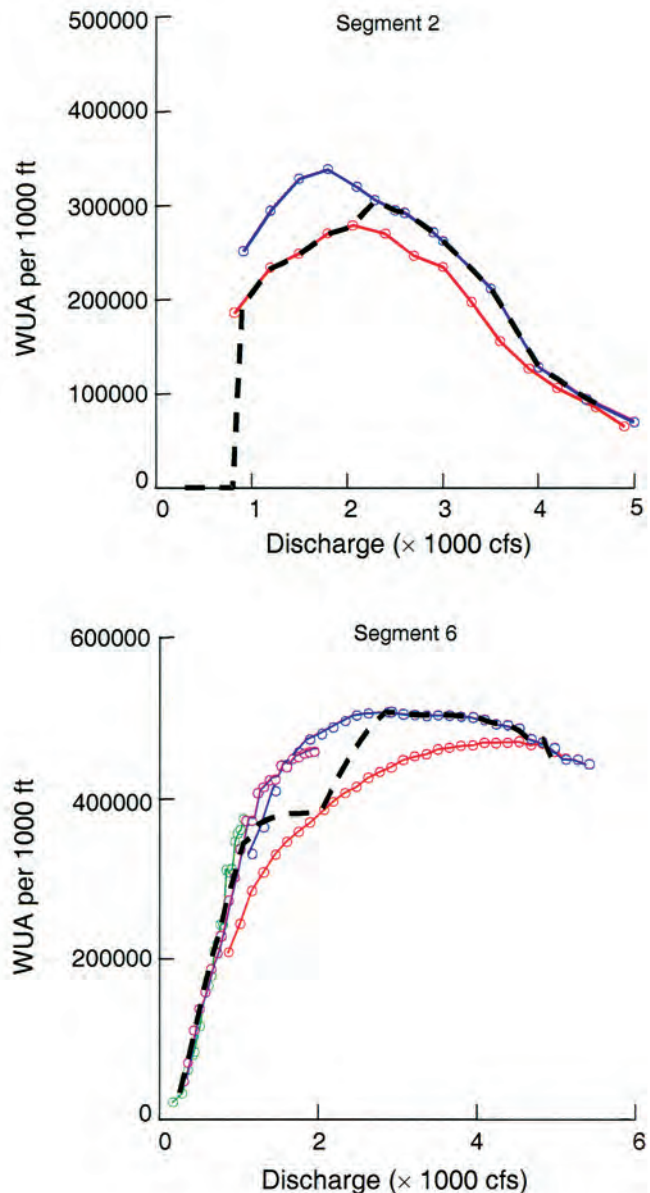 Segment 2
500000
400000
300000
200000
100000
0
WUA per 1000 ft
0 1 2 3 4 5
Discharge (× 1000 cfs)
Segment 6
600000
400000
200000
0
WUA per 1000 ft
0 2 4 6
Discharge (× 1000 cfs)